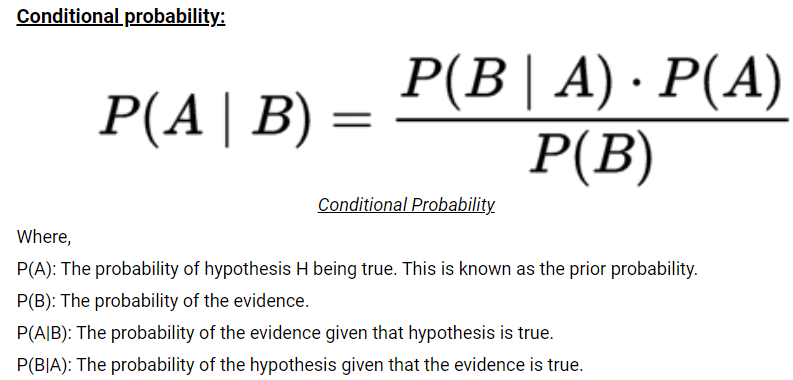 Conditional probability:
P(A | B) = P(B | A) · P(A) / P(B)
Conditional Probability
Where,
P(A): The probability of hypothesis H being true. This is known as the prior probability.
P(B): The probability of the evidence.
P(A|B): The probability of the evidence given that hypothesis is true.
P(B|A): The probability of the hypothesis given that the evidence is true.